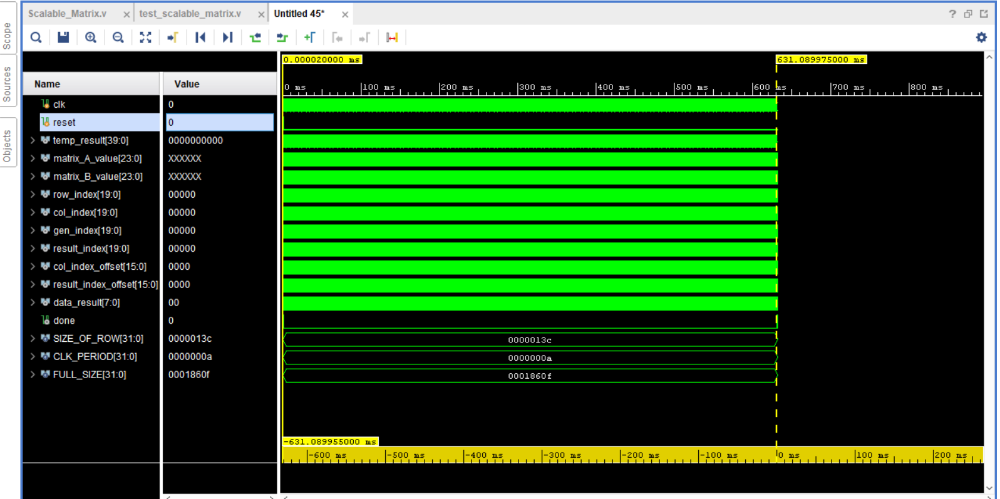 Scalable_Matrix.v × test_scalable_matrix.v × Untitled 45* ×
?
Scope
Sources
Objects
0.000020000 ms 631.089975000 ms
Name Value
0 ms 100 ms 200 ms 300 ms 400 ms 500 ms 600 ms 700 ms 800 ms
clk 0
reset 0
temp_result[39:0] 0000000000
matrix_A_value[23:0] XXXXXX
matrix_B_value[23:0] XXXXXX
row_index[19:0] 00000
col_index[19:0] 00000
gen_index[19:0] 00000
result_index[19:0] 00000
col_index_offset[15:0] 0000
result_index_offset[15:0] 0000
data_result[7:0] 00
done 0
SIZE_OF_ROW[31:0] 0000013c 0000013c
CLK_PERIOD[31:0] 0000000a 0000000a
FULL_SIZE[31:0] 0001860f 0001860f
-631.089955000 ms
-600 ms -500 ms -400 ms -300 ms -200 ms -100 ms 0 ms 100 ms 200 ms